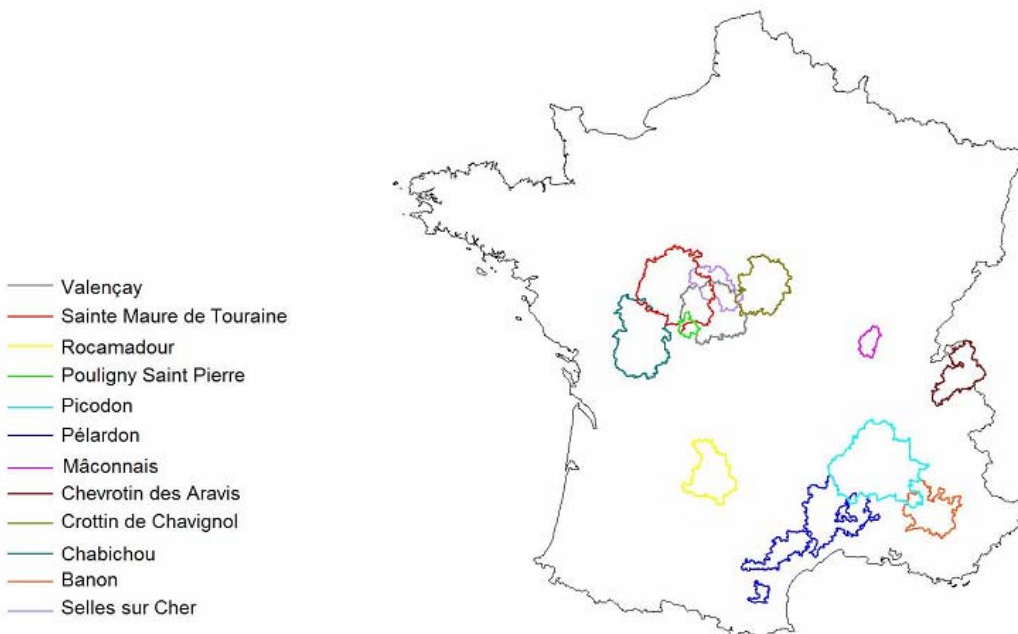 Valençay
Sainte Maure de Touraine
Rocamadour
Pouligny Saint Pierre
Picodon
Pélardon
Mâconnais
Chevrotin des Aravis
Crottin de Chavignol
Chabichou
Banon
Selles sur Cher